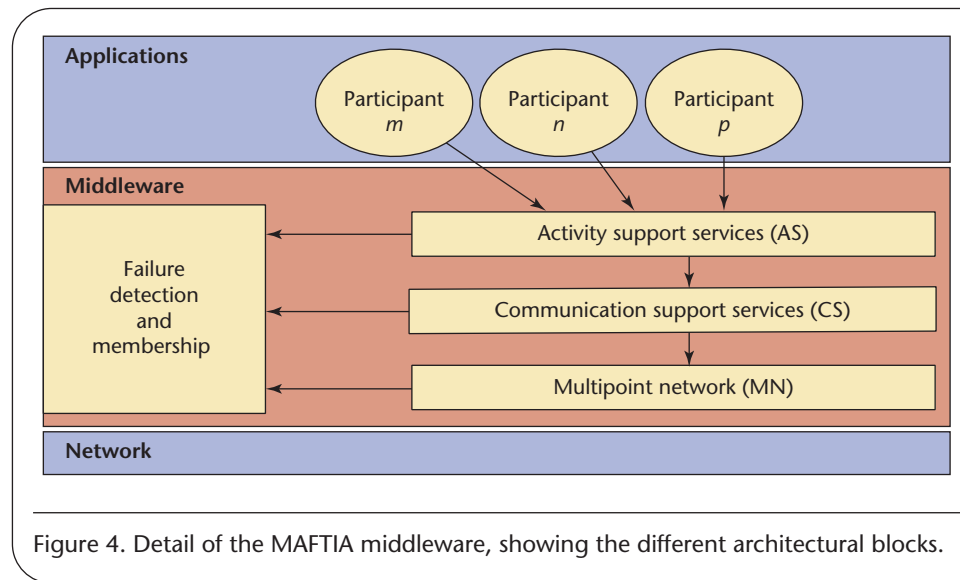 Applications
Participant
m
Participant
n
Participant
p
Middleware
Failure
detection
and
membership
Activity support services (AS)
Communication support services (CS)
Multipoint network (MN)
Network
Figure 4. Detail of the MAFTIA middleware, showing the different architectural blocks.